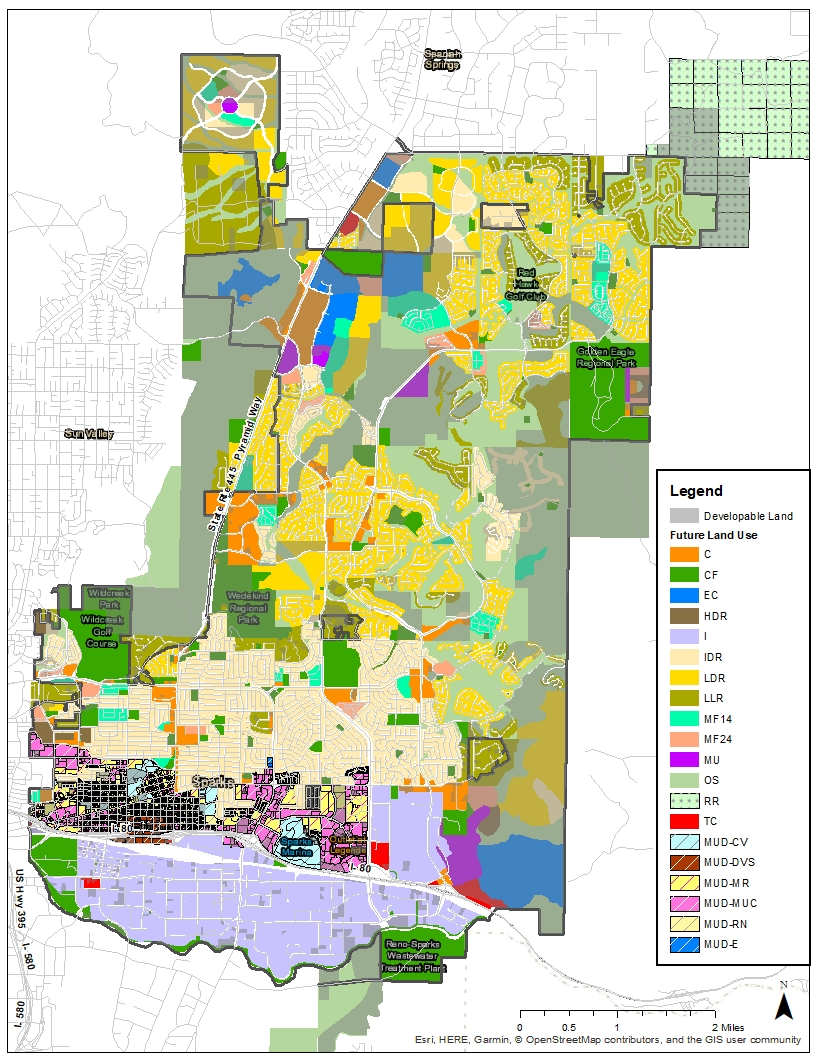 Spanish
Springs
Red
Hawk
Golf Club
Golden Eagle
Regional Park
Sun Valley
State Rte 445 Pyramid Way
Wildcreek
Park
Wildcreek
Golf
Course
Wedekind
Regional
Park
Sparks
I-80
Sparks
Marina
Outlets
Legends
I-80
US Hwy 395
I-580
I-580
Reno-Sparks
Wastewater
Treatment Plant
Legend
Developable Land
Future Land Use
C
CF
EC
HDR
I
IDR
LDR
LLR
MF14
MF24
MU
OS
RR
TC
MUD-CV
MUD-DVS
MUD-MR
MUD-MUC
MUD-RN
MUD-E
N
0 0.5 1 2 Miles
Esri, HERE, Garmin, © OpenStreetMap contributors, and the GIS user community